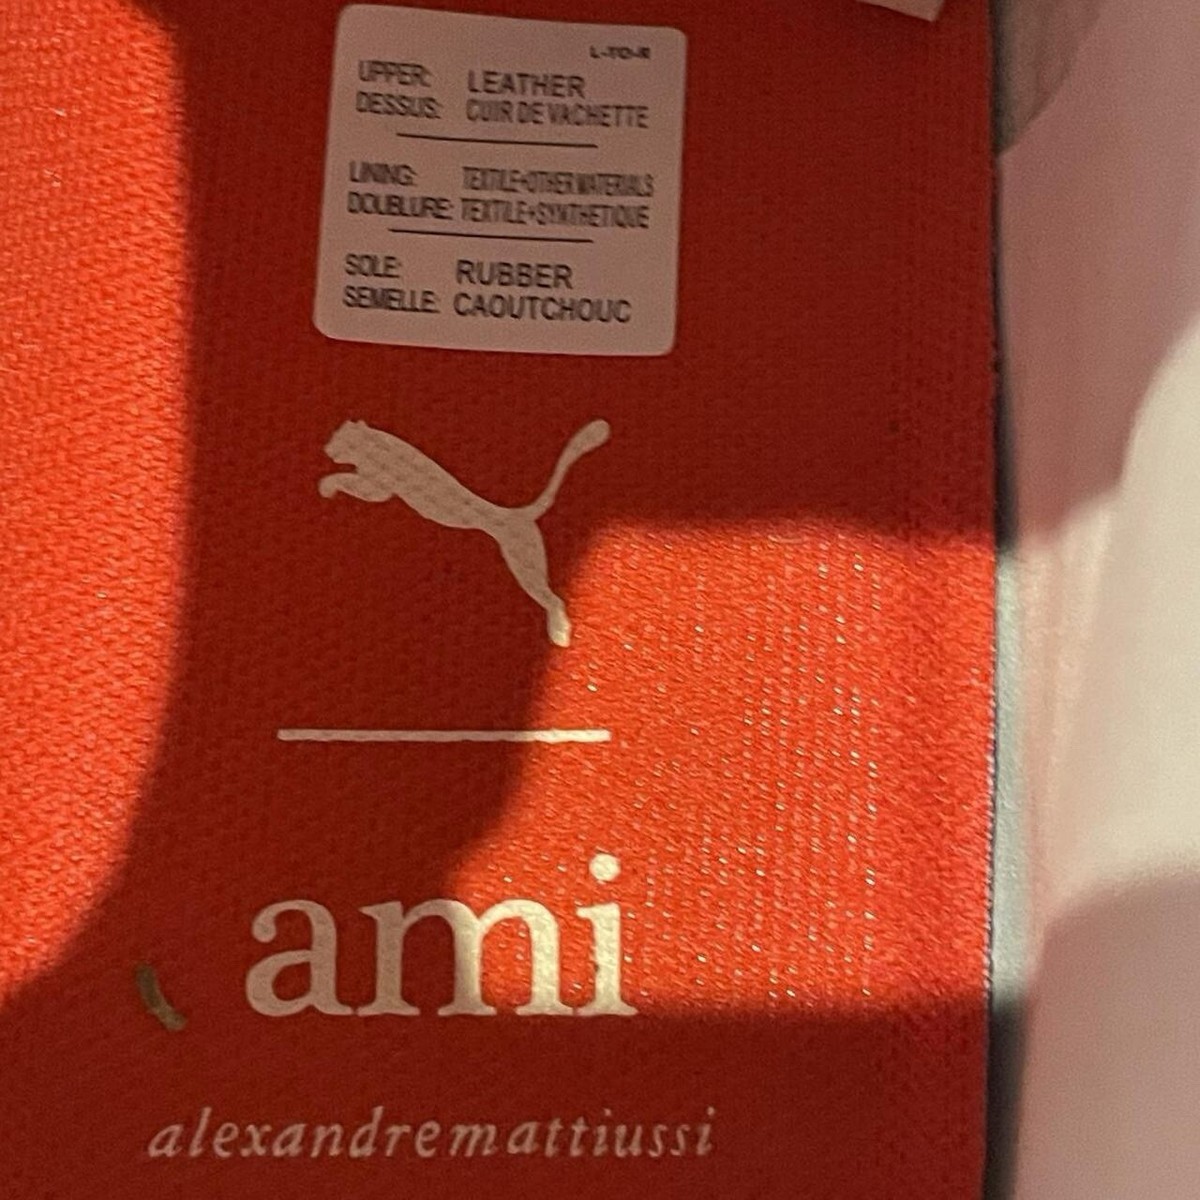 L-TO-R
UPPER: LEATHER
DESSUS: CUIR DE VACHETTE
LINING: TEXTILE+OTHER MATERIALS
DOUBLURE: TEXTILE+SYNTHETIQUE
SOLE: RUBBER
SEMELLE: CAOUTCHOUC
ami
alexandremattiussi